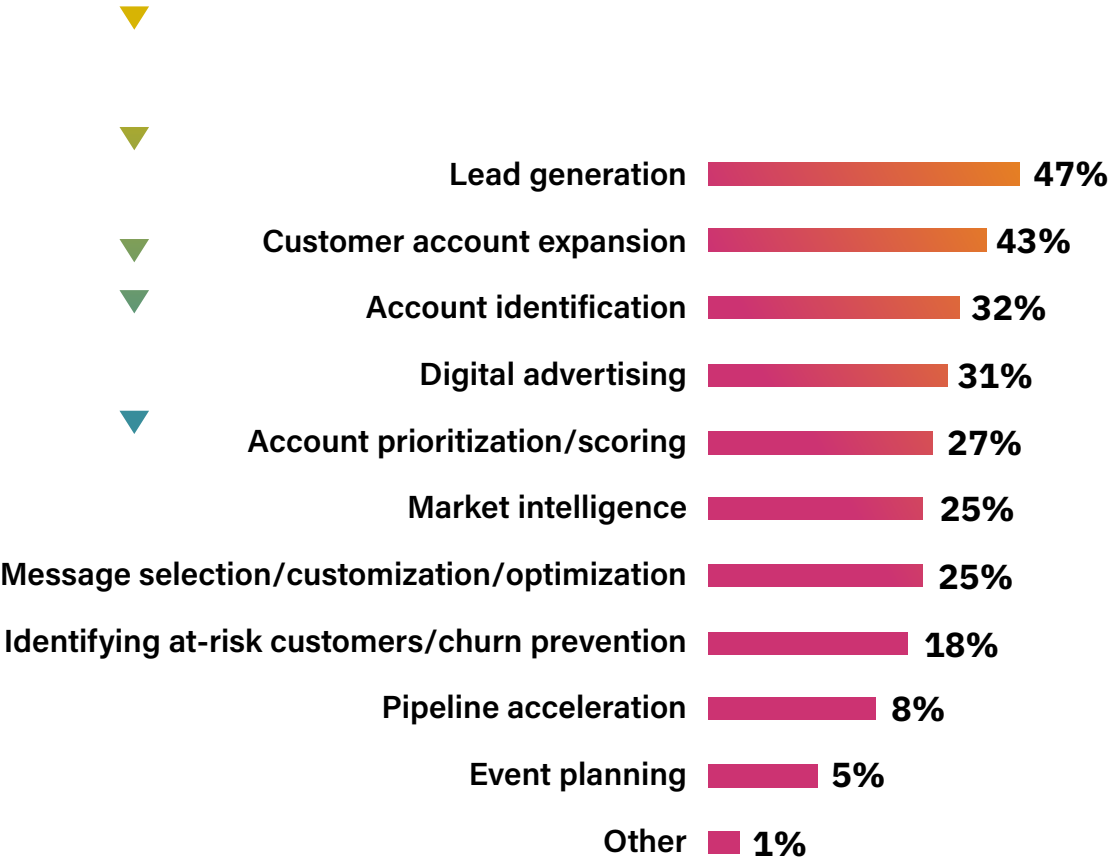 Lead generation 47%
Customer account expansion 43%
Account identification 32%
Digital advertising 31%
Account prioritization/scoring 27%
Market intelligence 25%
Message selection/customization/optimization 25%
Identifying at-risk customers/churn prevention 18%
Pipeline acceleration 8%
Event planning 5%
Other 1%